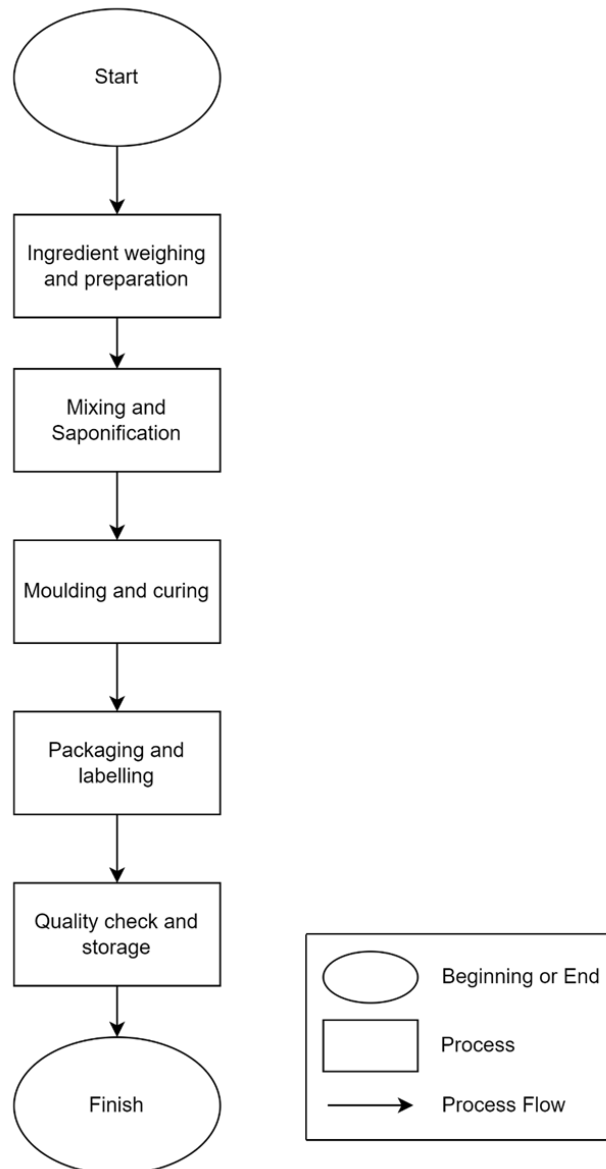 Start
Ingredient weighing
and preparation
Mixing and
Saponification
Moulding and curing
Packaging and
labelling
Quality check and
storage
Finish
Beginning or End
Process
Process Flow